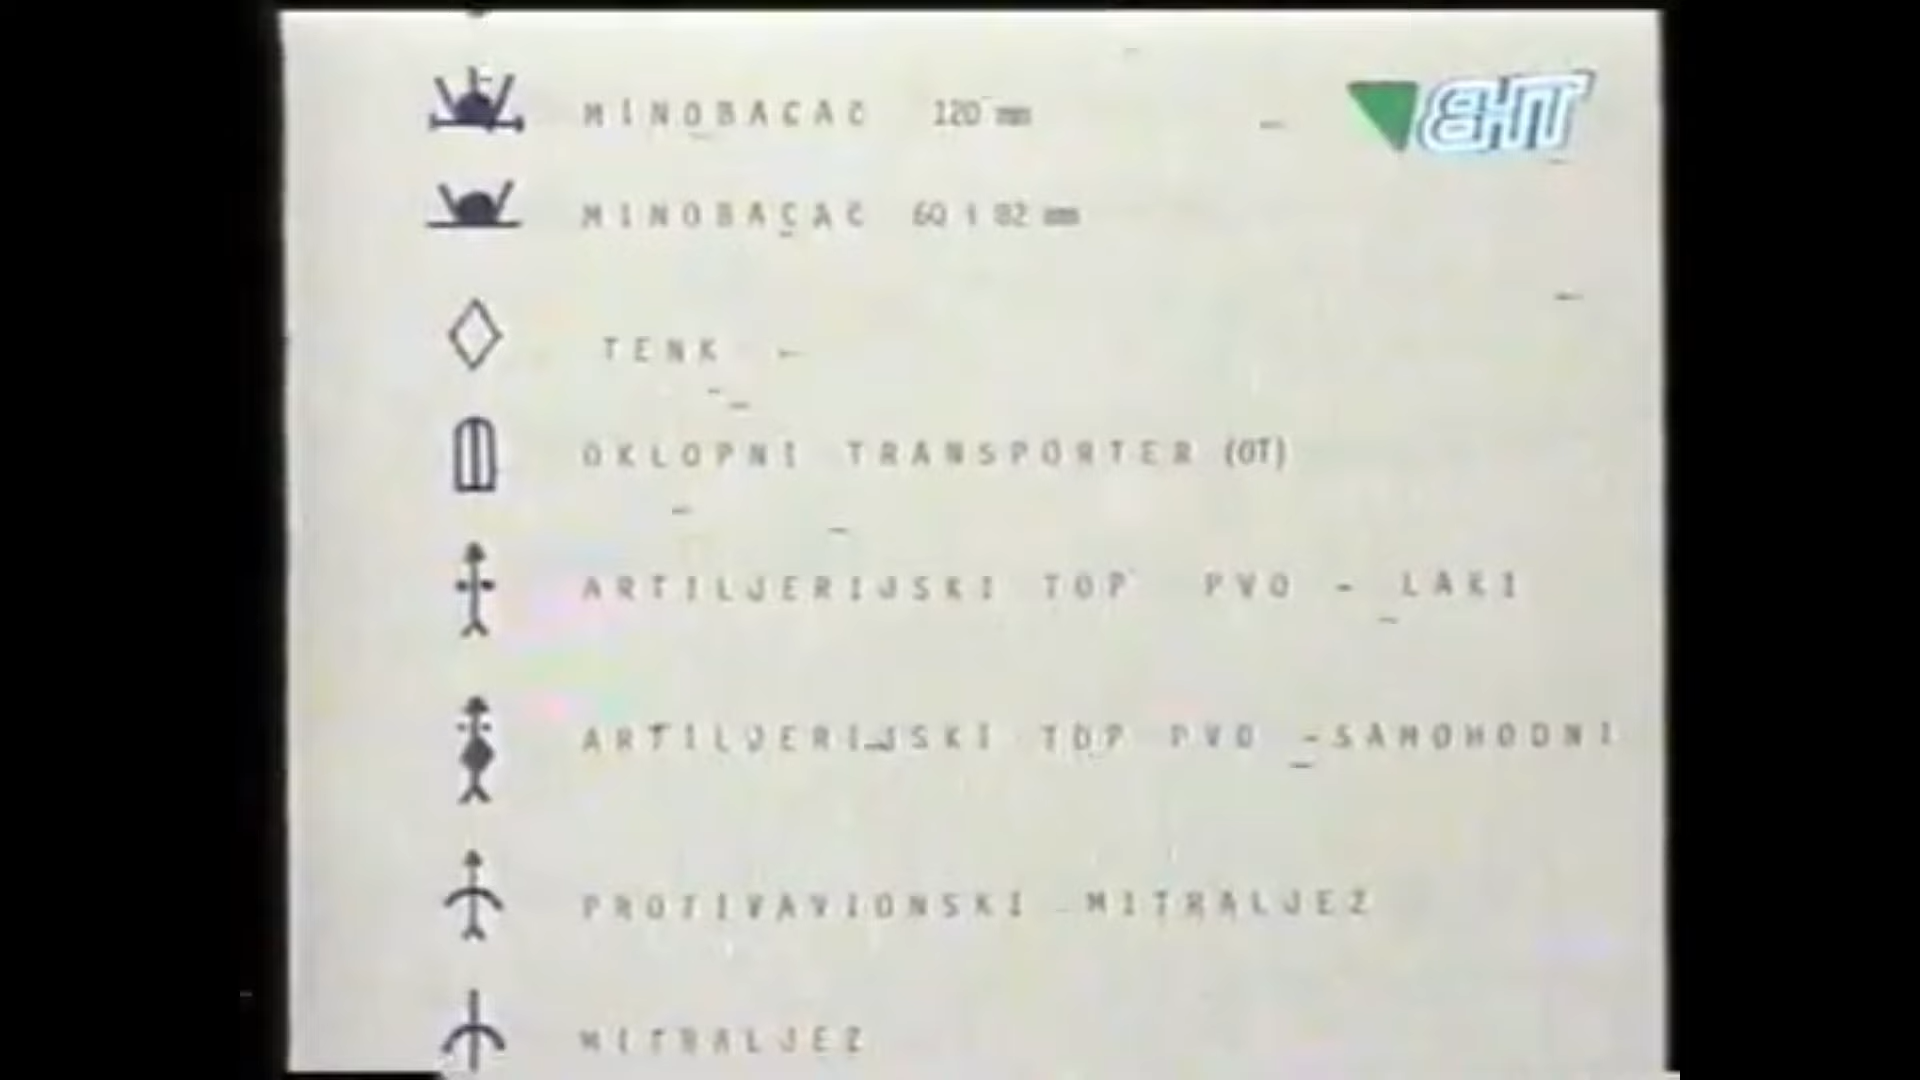 MINOBACAČ 120 mm
BHT
MINOBACAČ 60 i 82 mm
TENK
OKLOPNI TRANSPORTER (OT)
ARTILJERIJSKI TOP PVO - LAKI
ARTILJERIJSKI TOP PVO - SAMOHODNI
PROTIVAVIONSKI MITRALJEZ
MITRALJEZ